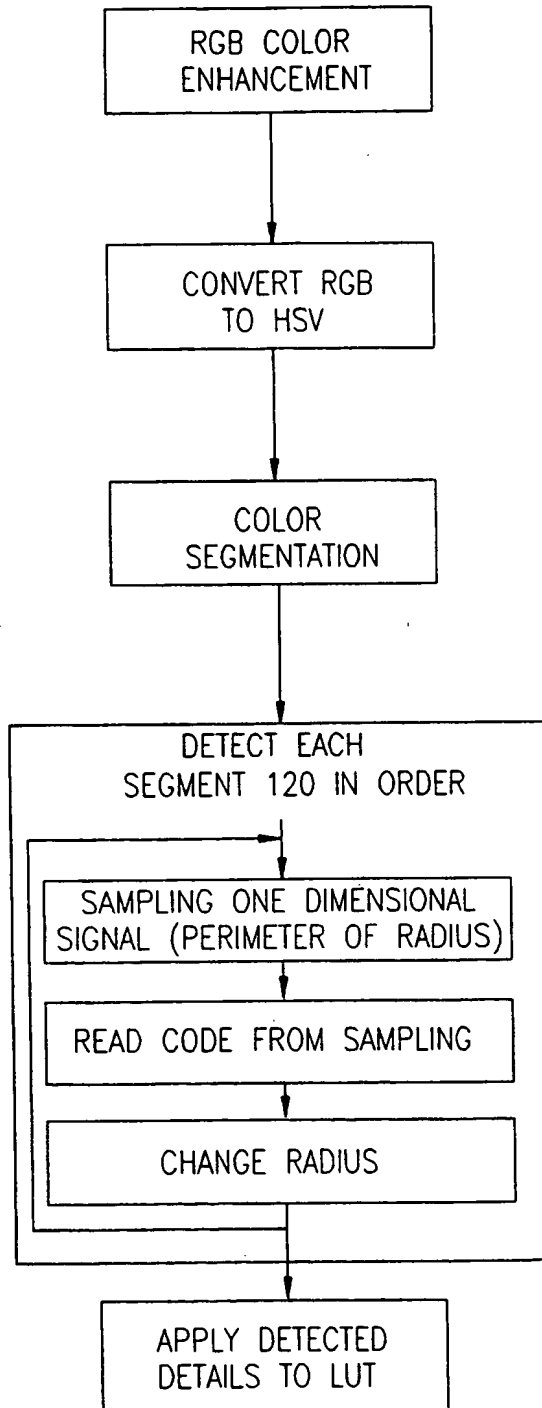 RGB COLOR
ENHANCEMENT
CONVERT RGB
TO HSV
COLOR
SEGMENTATION
DETECT EACH
SEGMENT 120 IN ORDER
SAMPLING ONE DIMENSIONAL
SIGNAL (PERIMETER OF RADIUS)
READ CODE FROM SAMPLING
CHANGE RADIUS
APPLY DETECTED
DETAILS TO LUT